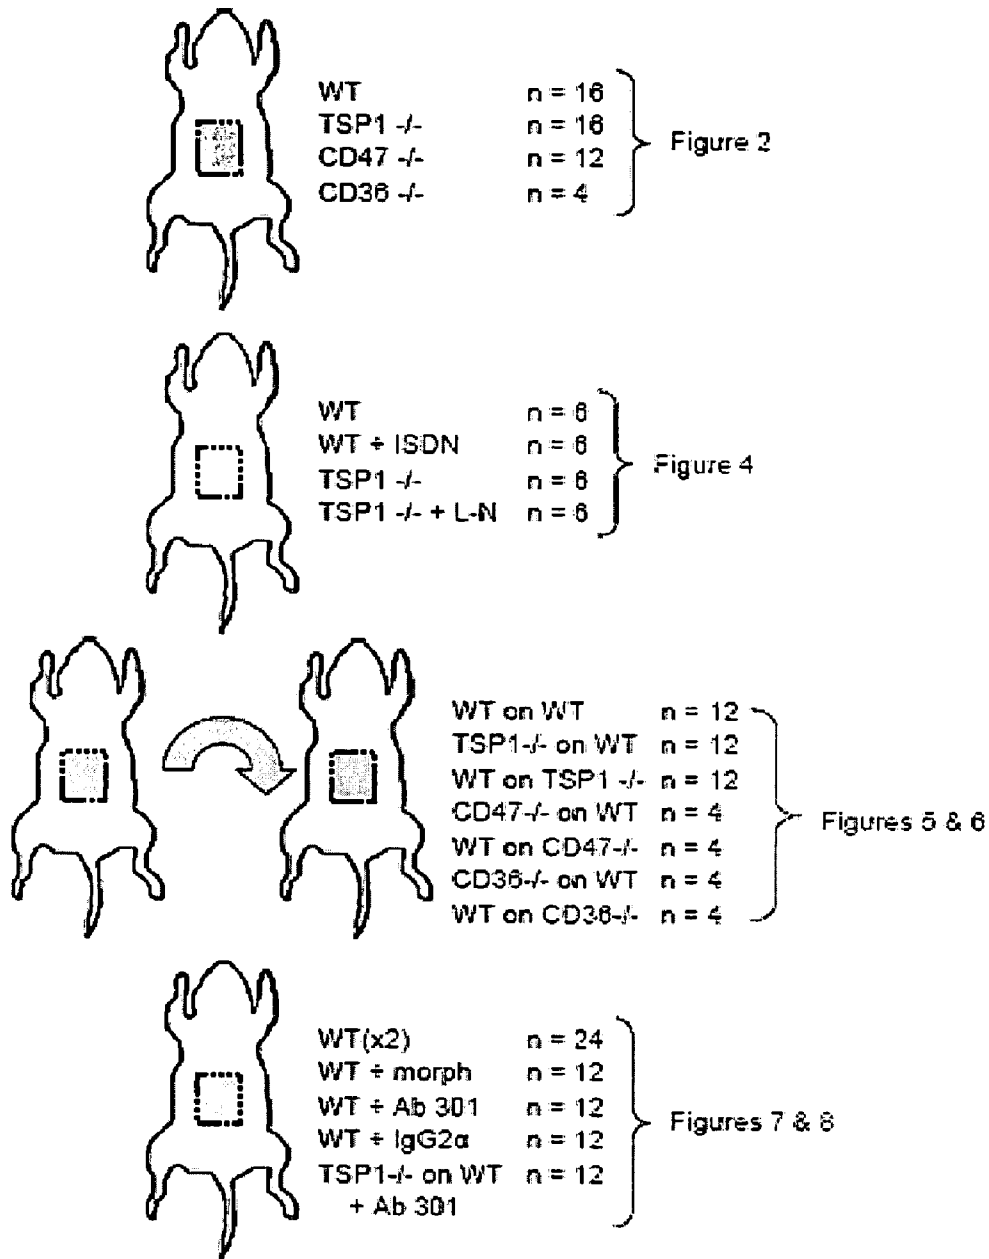 WT n = 16
TSP1 -/- n = 16
CD47 -/- n = 12
CD36 -/- n = 4
Figure 2
WT n = 6
WT + ISDN n = 6
TSP1 -/- n = 6
TSP1 -/- + L-N n = 6
Figure 4
WT on WT n = 12
TSP1-/- on WT n = 12
WT on TSP1 -/- n = 12
CD47-/- on WT n = 4
WT on CD47-/- n = 4
CD36-/- on WT n = 4
WT on CD36-/- n = 4
Figures 5 & 6
WT(x2) n = 24
WT + morph n = 12
WT + Ab 301 n = 12
WT + IgG2α n = 12
TSP1-/- on WT n = 12
+ Ab 301
Figures 7 & 8